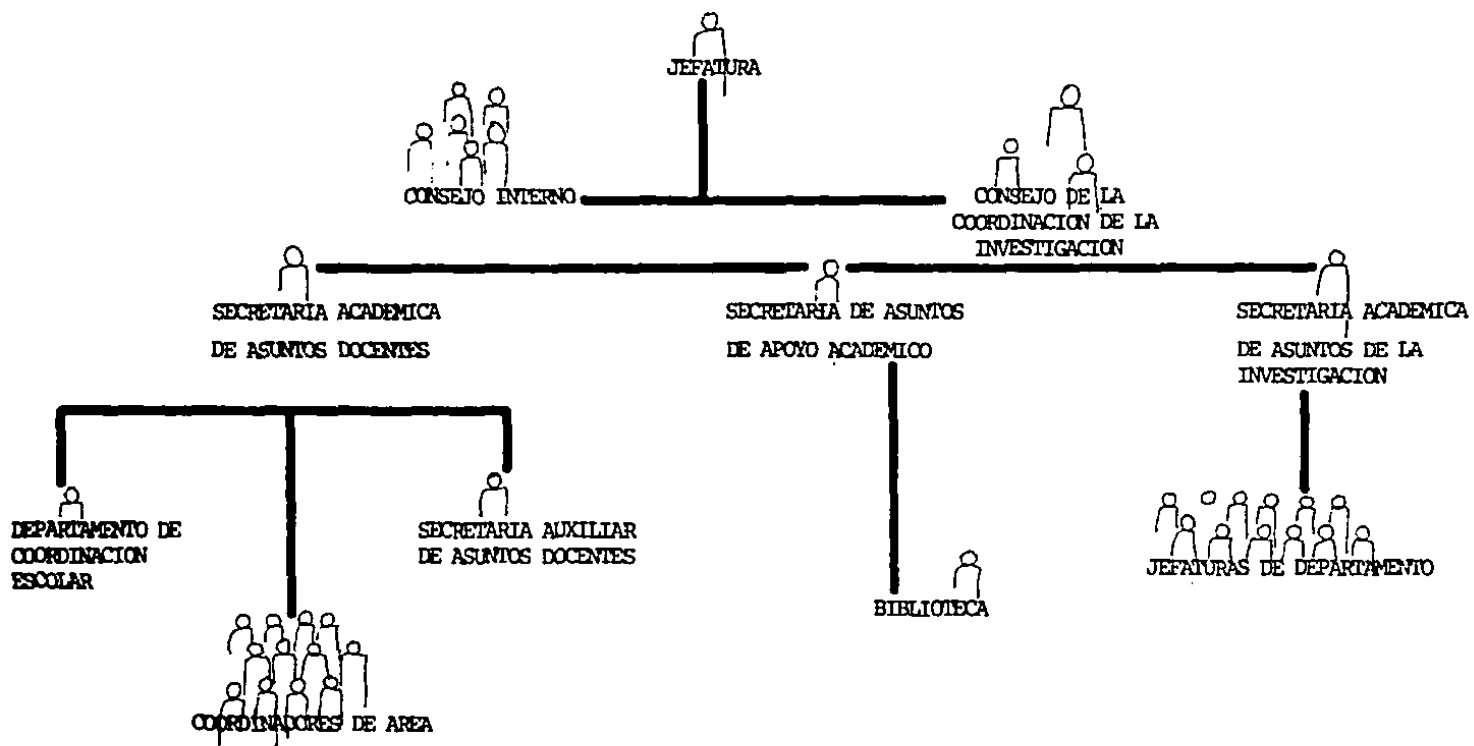 JEFATURA
CONSEJO INTERNO
CONSEJO DE LA
COORDINACION DE LA
INVESTIGACION
SECRETARIA ACADEMICA
DE ASUNTOS DOCENTES
SECRETARIA DE ASUNTOS
DE APOYO ACADEMICO
SECRETARIA ACADEMICA
DE ASUNTOS DE LA
INVESTIGACION
DEPARTAMENTO DE
COORDINACION
ESCOLAR
SECRETARIA AUXILIAR
DE ASUNTOS DOCENTES
JEFATURAS DE DEPARTAMENTO
BIBLIOTECA
COORDINADORES DE AREA